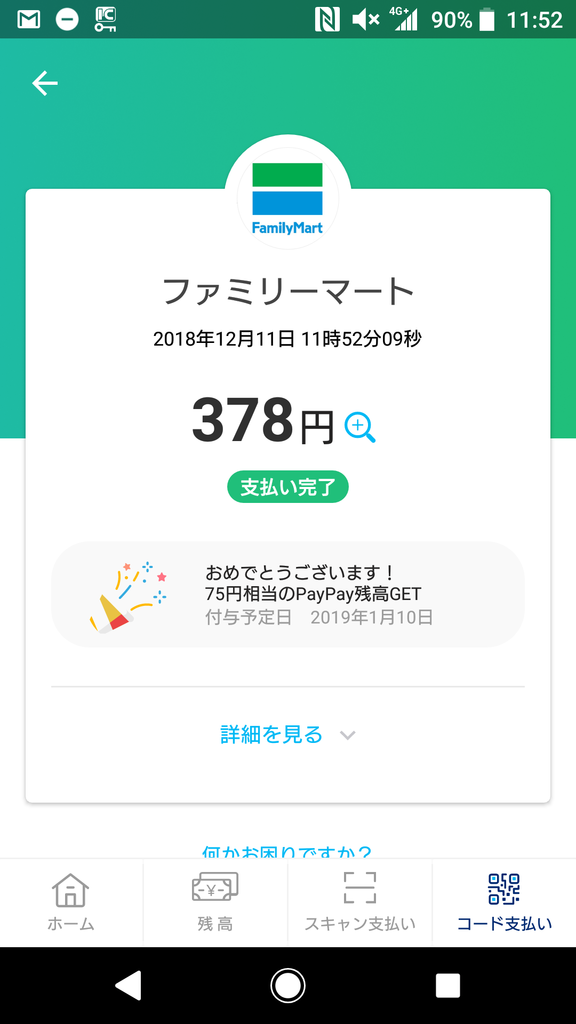 4G+ 90% 11:52
FamilyMart
ファミリーマート
2018年12月11日 11時52分09秒
378円
支払い完了
おめでとうございます！
75円相当のPayPay残高GET
付与予定日 2019年1月10日
詳細を見る
何かお困りですか？
ホーム 残高 スキャン支払い コード支払い